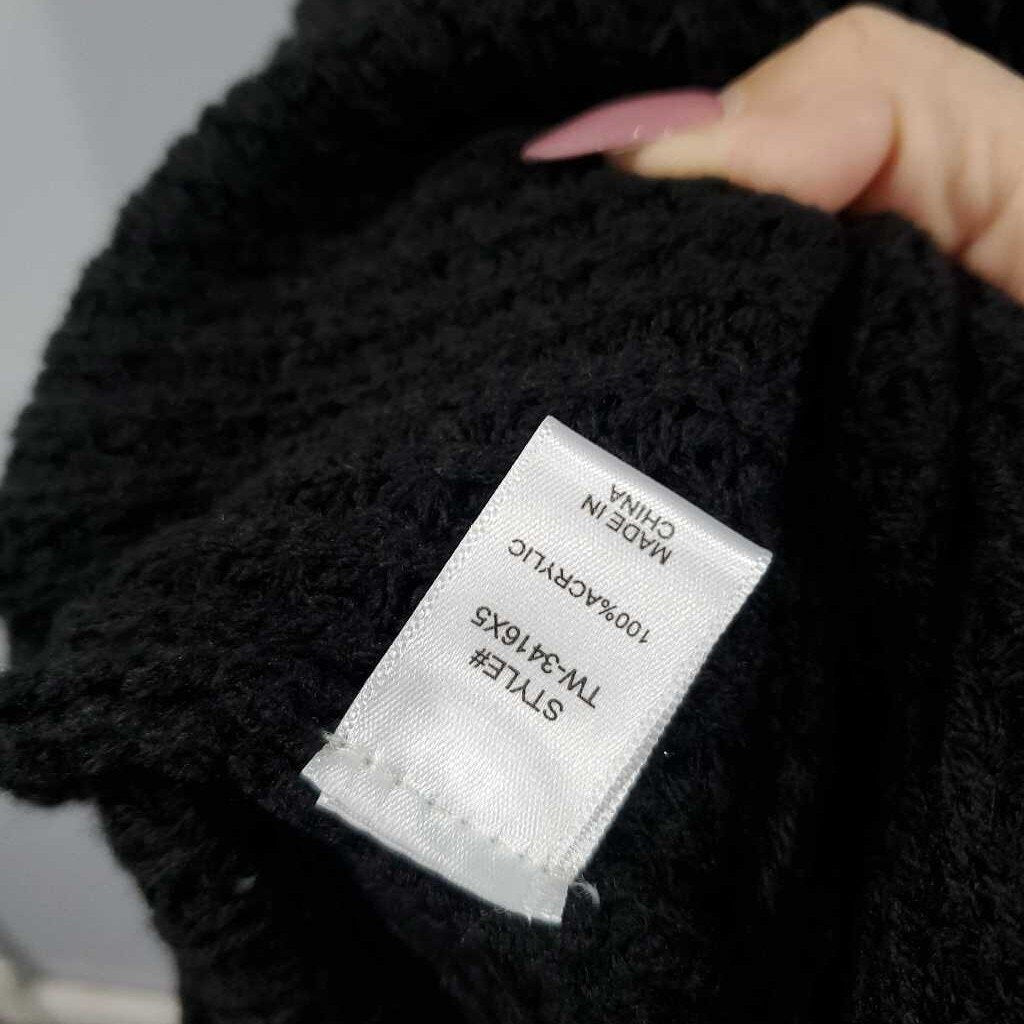 STYLE#
TW-3416X5
100%ACRYLIC
MADE IN
CHINA